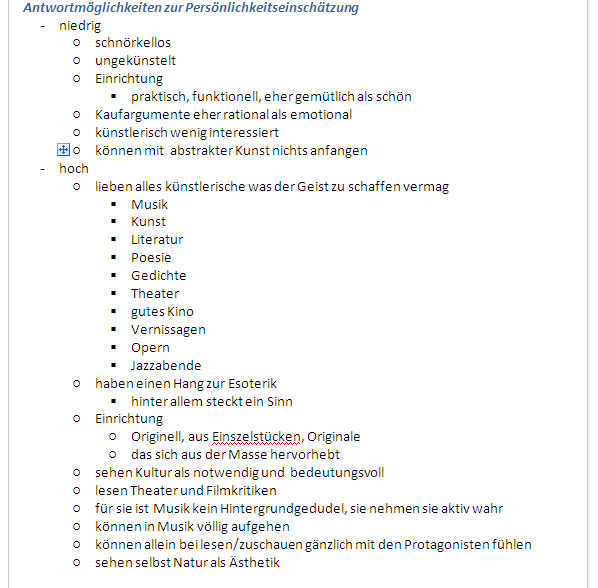 Antwortmöglichkeiten zur Persönlichkeitseinschätzung
- niedrig
o schnörkellos
o ungekünstelt
o Einrichtung
▪ praktisch, funktionell, eher gemütlich als schön
o Kaufargumente eher rational als emotional
o künstlerisch wenig interessiert
o können mit abstrakter Kunst nichts anfangen
- hoch
o lieben alles künstlerische was der Geist zu schaffen vermag
▪ Musik
▪ Kunst
▪ Literatur
▪ Poesie
▪ Gedichte
▪ Theater
▪ gutes Kino
▪ Vernissagen
▪ Opern
▪ Jazzabende
o haben einen Hang zur Esoterik
▪ hinter allem steckt ein Sinn
o Einrichtung
o Originell, aus Einszelstücken, Originale
o das sich aus der Masse hervorhebt
o sehen Kultur als notwendig und bedeutungsvoll
o lesen Theater und Filmkritiken
o für sie ist Musik kein Hintergrundgedudel, sie nehmen sie aktiv wahr
o können in Musik völlig aufgehen
o können allein bei lesen/zuschauen gänzlich mit den Protagonisten fühlen
o sehen selbst Natur als Ästhetik